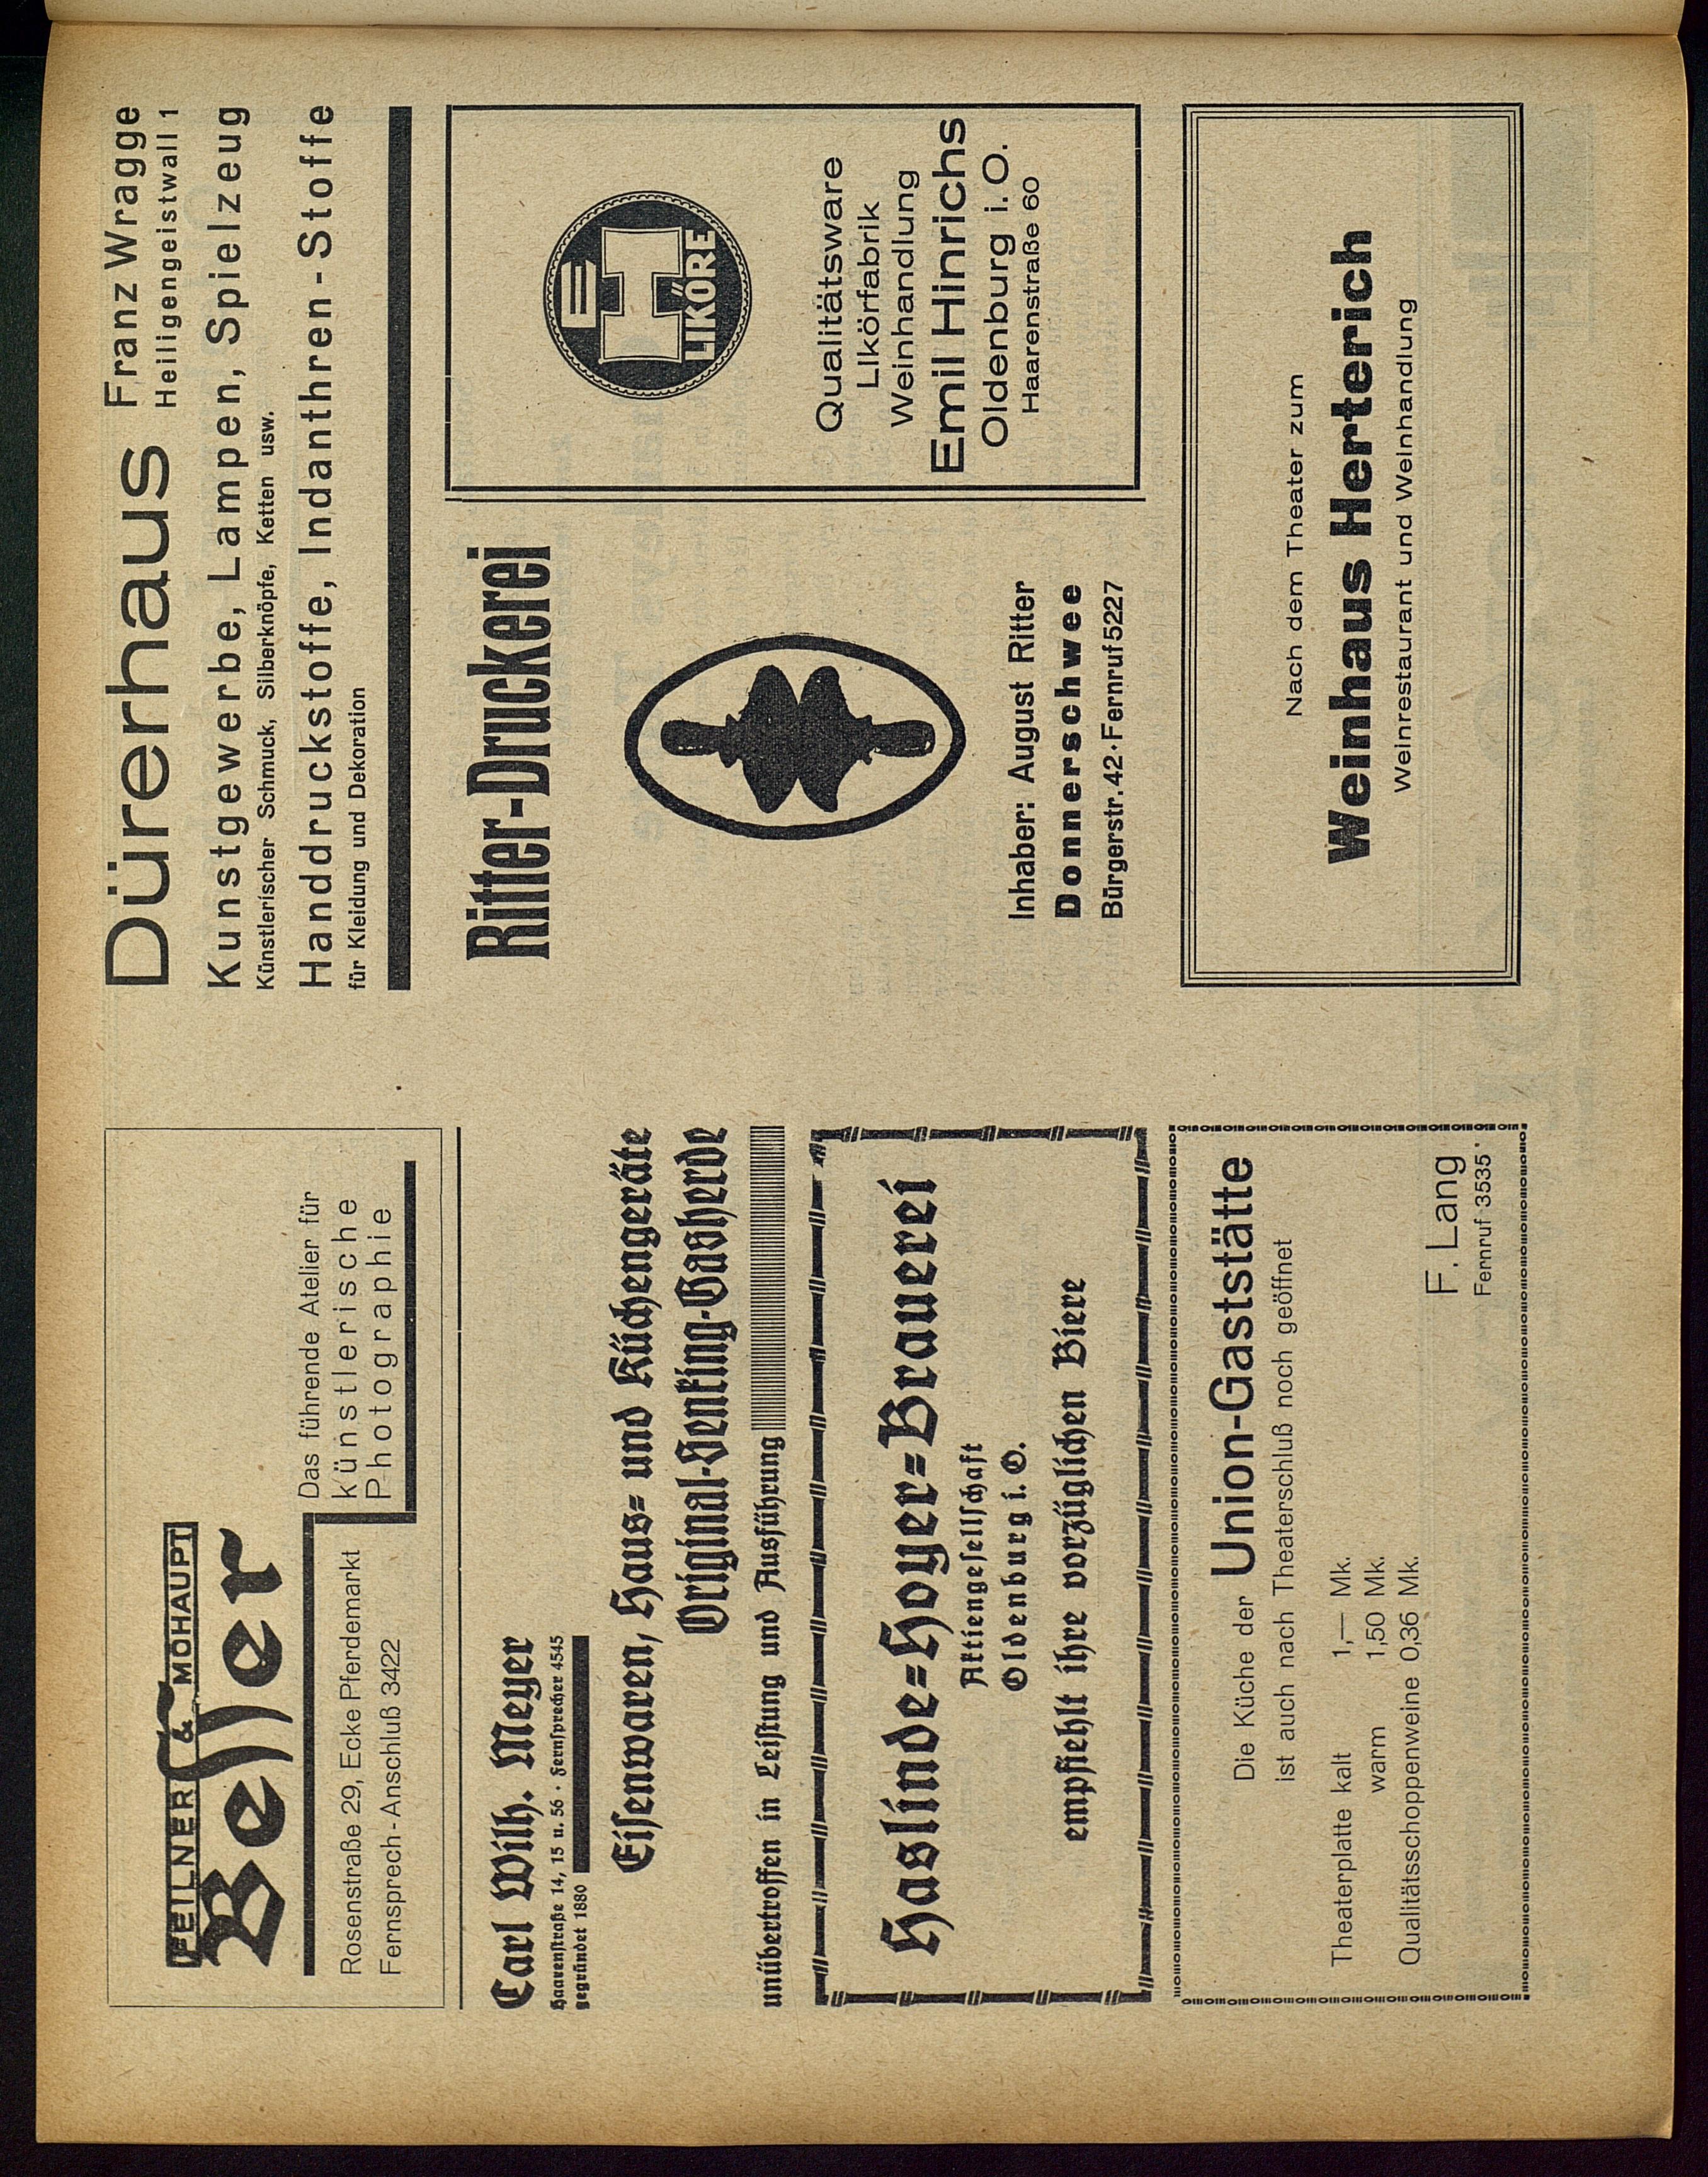 FEILNER & MOHAUPT
Besser
Das führende Atelier für
künstlerische
Photographie
Rosenstraße 29, Ecke Pferdemarkt
Fernsprech-Anschluß 3422
Carl Wilh. Meyer
Haarenstraße 14, 15 u. 56 · Fernsprecher 4545
gegründet 1880
Eisenwaren, Haus- und Küchengeräte
Original-Senking-Gasherde
unübertroffen in Leistung und Ausführung
Haslinde-Hoyer-Brauerei
Aktiengesellschaft
Oldenburg i. O.
empfiehlt ihre vorzüglichen Biere
Die Küche der Union-Gaststätte
ist auch nach Theaterschluß noch geöffnet
Theaterplatte kalt 1,— Mk.
warm 1,50 Mk.
Qualitätsschoppenweine 0,36 Mk.
F. Lang
Fernruf 3535
Dürerhaus Franz Wragge
Heiligengeistwall 1
Kunstgewerbe, Lampen, Spielzeug
Künstlerischer Schmuck, Silberknöpfe, Ketten usw.
Handdruckstoffe, Indanthren-Stoffe
für Kleidung und Dekoration
Ritter-Druckerei
Inhaber: August Ritter
Donnerschwee
Bürgerstr. 42 · Fernruf 5227
E
H
LIKÖRE
Qualitätsware
Likörfabrik
Weinhandlung
Emil Hinrichs
Oldenburg i. O.
Haarenstraße 60
Nach dem Theater zum
Weinhaus Herterich
Weinrestaurant und Weinhandlung